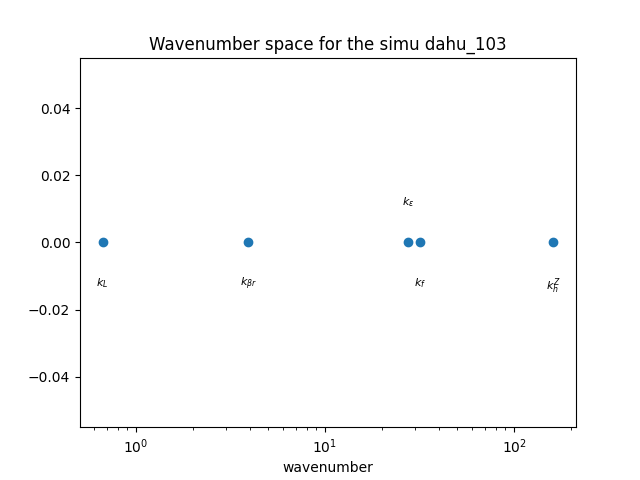 Wavenumber space for the simu dahu_103
0.04
0.02
k_ε
0.00
k_L
k_βr
k_f
k_h^Z
−0.02
−0.04
10^0
10^1
10^2
wavenumber